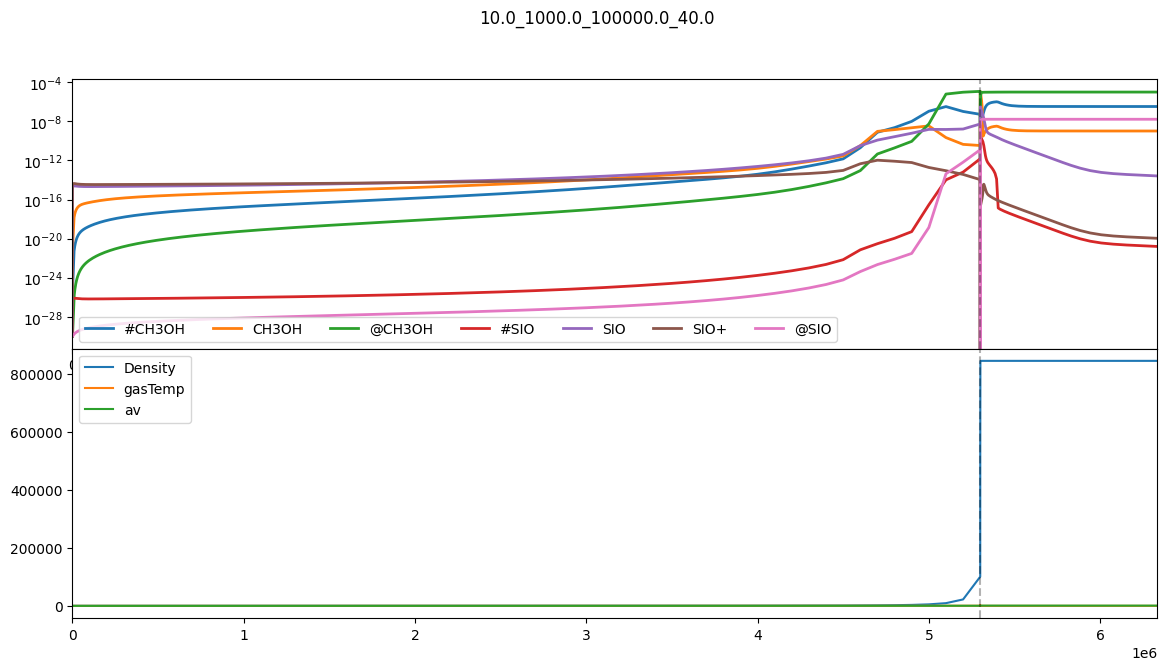 10.0_1000.0_100000.0_40.0
10⁻⁴
10⁻⁸
10⁻¹²
10⁻¹⁶
10⁻²⁰
10⁻²⁴
10⁻²⁸
#CH3OH CH3OH @CH3OH #SIO SIO SIO+ @SIO
800000
600000
400000
200000
0
Density
gasTemp
av
0 1 2 3 4 5 6
1e6